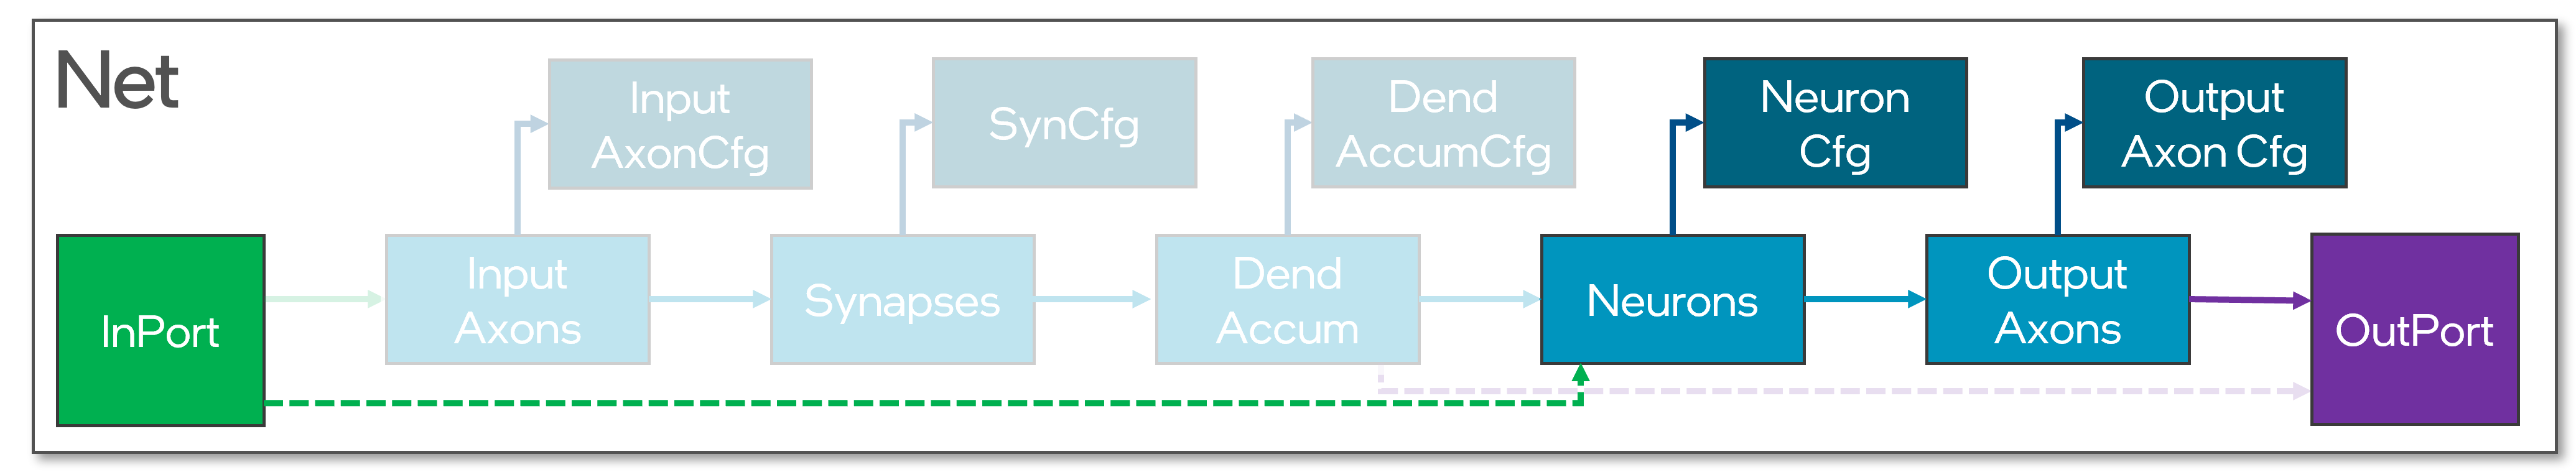 Net
Input
AxonCfg
SynCfg
Dend
AccumCfg
Neuron
Cfg
Output
Axon Cfg
InPort
Input
Axons
Synapses
Dend
Accum
Neurons
Output
Axons
OutPort